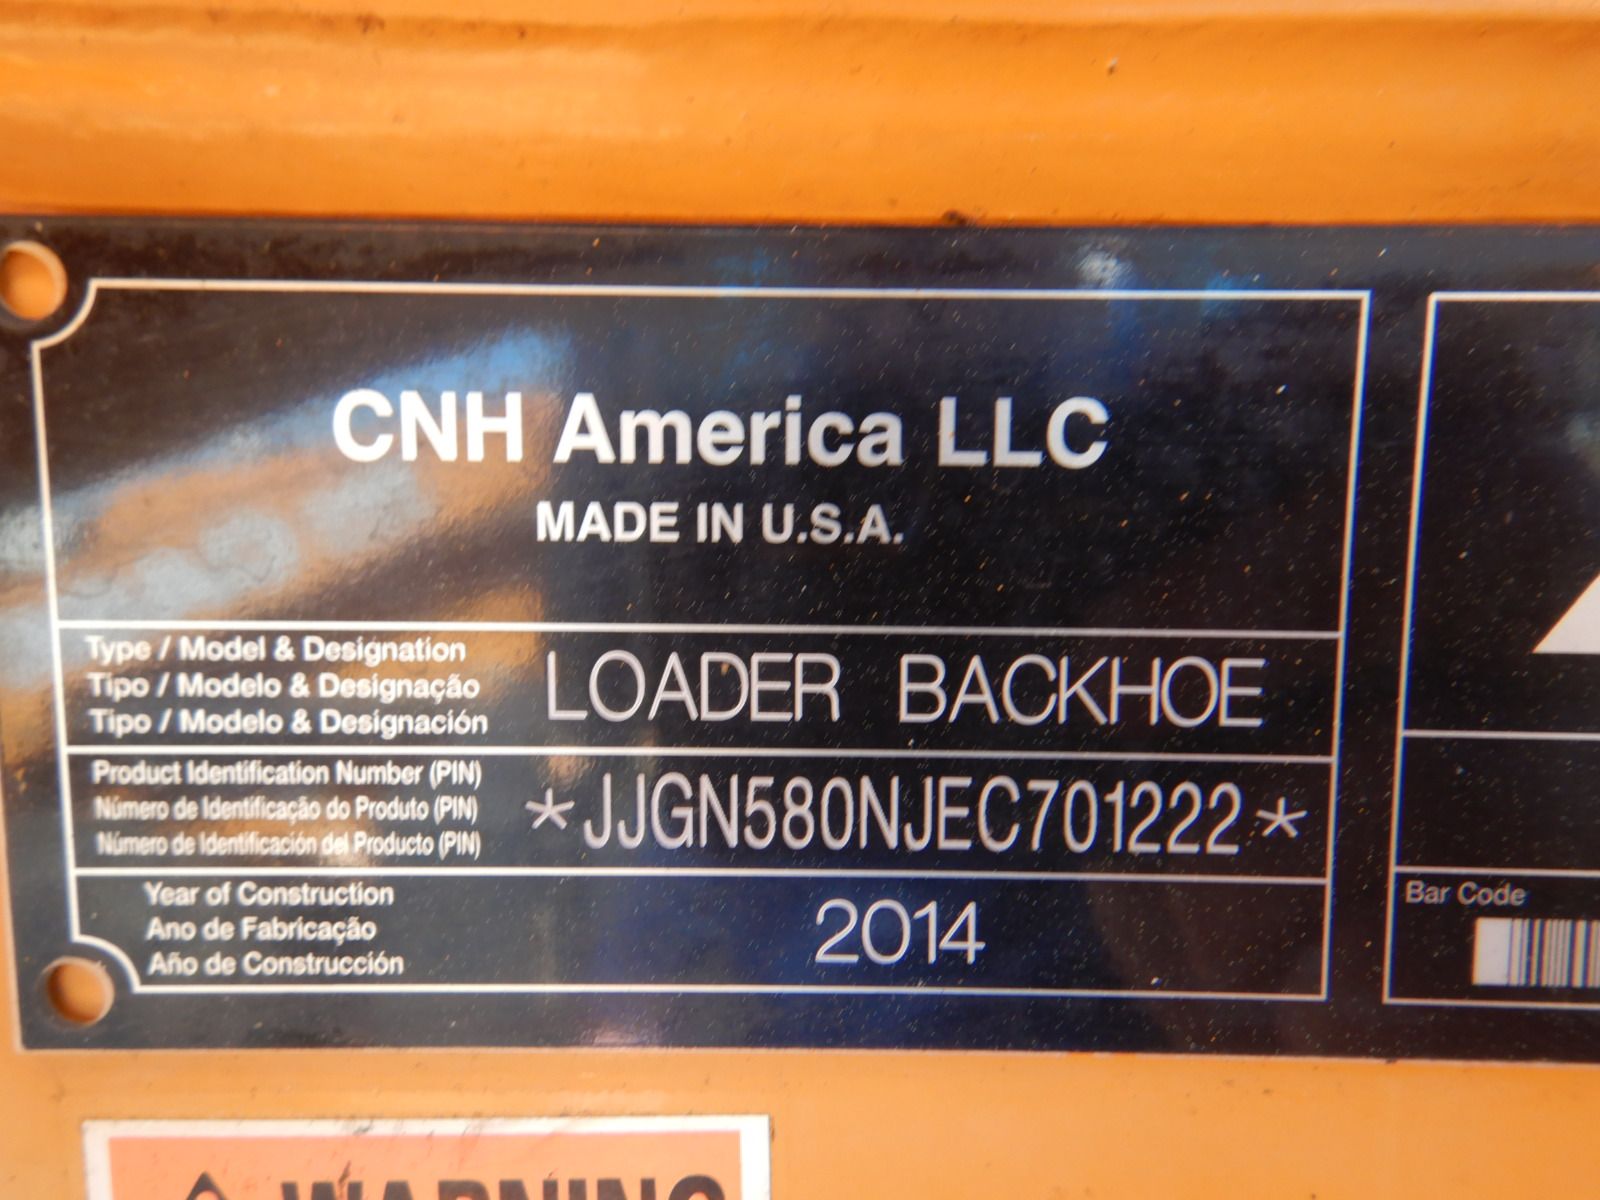 CNH America LLC
MADE IN U.S.A.
Type / Model & Designation
Tipo / Modelo & Designação
Tipo / Modelo & Designación
LOADER BACKHOE
Product Identification Number (PIN)
Número de Identificação do Produto (PIN)
Número de Identificación del Producto (PIN)
*JJGN580NJEC701222*
Year of Construction
Ano de Fabricação
Año de Construcción
2014
Bar Code
WARNING